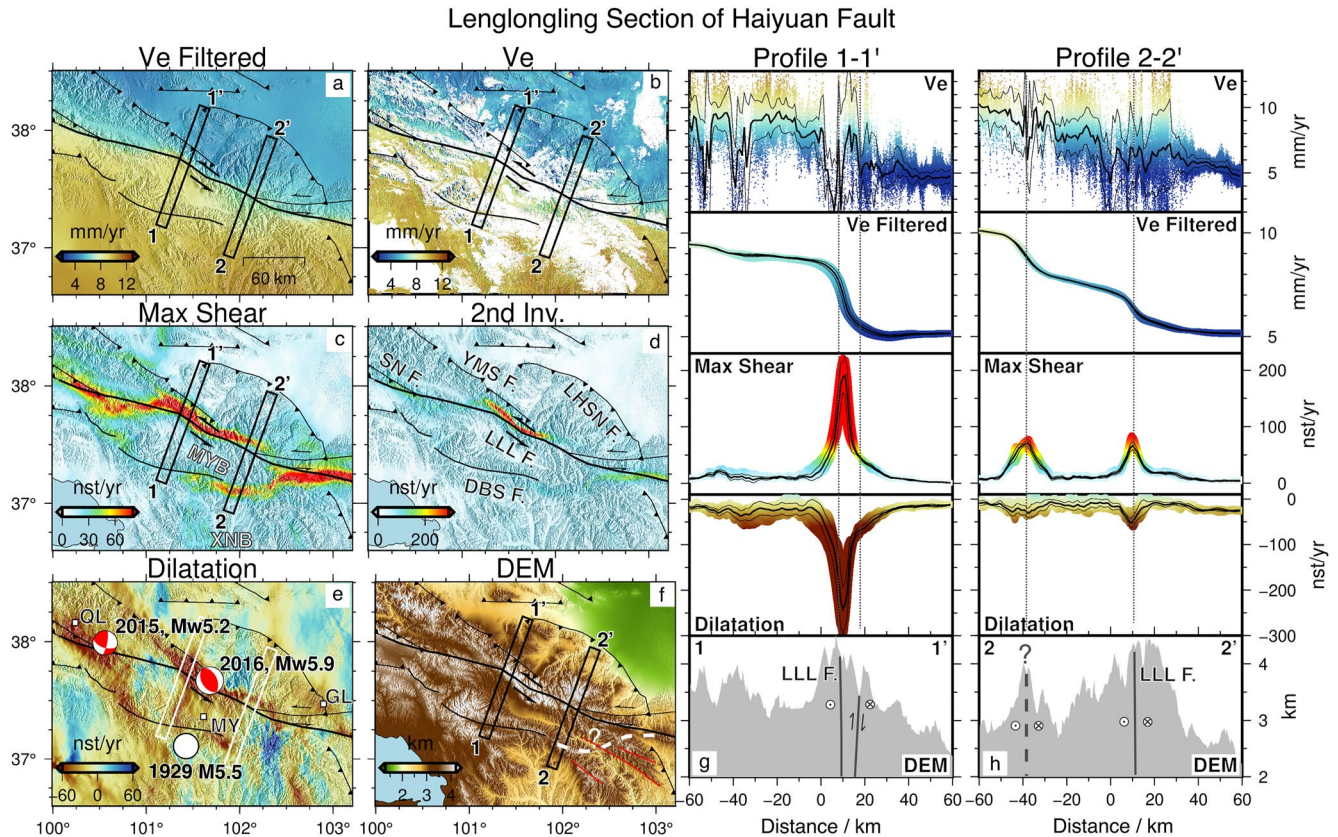 Lenglongling Section of Haiyuan Fault
Ve Filtered
Ve
Profile 1-1'
Profile 2-2'
a
1'
2'
1
2
38°
37°
mm/yr
4 8 12
60 km
b
1'
2'
1
2
mm/yr
4 8 12
Ve
10
5
mm/yr
Ve
10
5
mm/yr
Ve Filtered
Ve Filtered
10
5
mm/yr
Max Shear
2nd Inv.
c
1'
2'
MYB
1
2
XNB
38°
37°
nst/yr
0 30 60
d
SN F.
YMS F.
LHSN F.
LLL F.
DBS F.
nst/yr
0 200
Max Shear
Max Shear
200
100
0
nst/yr
0
−100
−200
−300
nst/yr
Dilatation
Dilatation
Dilatation
DEM
e
QL
2015, Mw5.2
2016, Mw5.9
GL
MY
1929 M5.5
38°
37°
nst/yr
−60 0 60
100° 101° 102° 103°
f
1'
2'
1
2
?
km
2 3 4
100° 101° 102° 103°
1
1'
LLL F.
g
DEM
−60 −40 −20 0 20 40 60
Distance / km
2
2'
?
LLL F.
h
DEM
4
3
2
km
−60 −40 −20 0 20 40 60
Distance / km